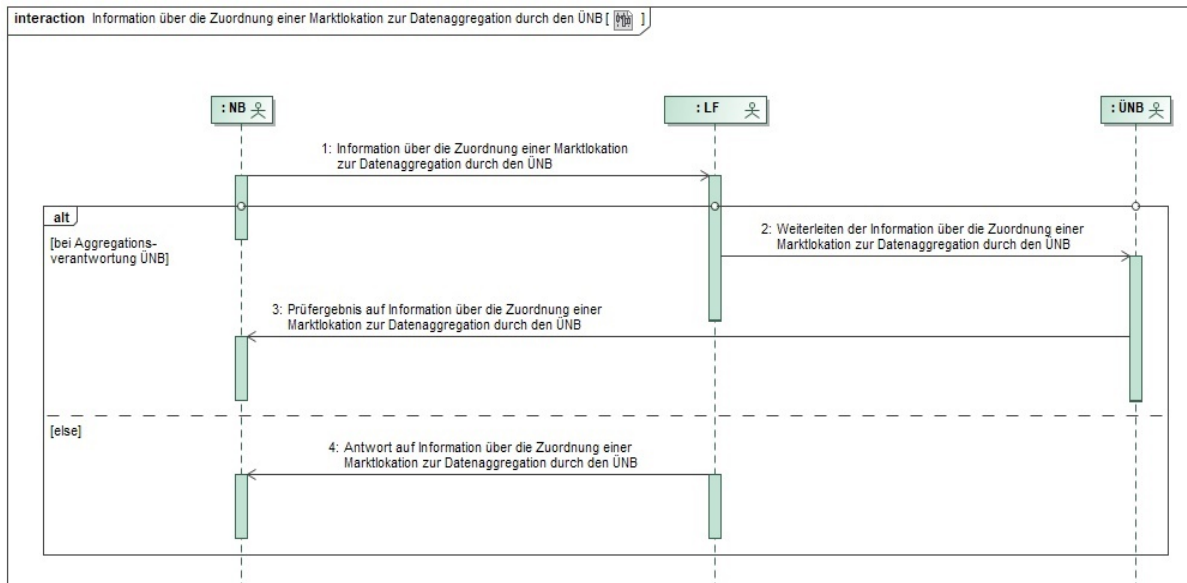 interaction Information über die Zuordnung einer Marktlokation zur Datenaggregation durch den ÜNB [ ]
: NB
: LF
: ÜNB
1: Information über die Zuordnung einer Marktlokation
zur Datenaggregation durch den ÜNB
alt
[bei Aggregations-
verantwortung ÜNB]
2: Weiterleiten der Information über die Zuordnung einer
Marktlokation zur Datenaggregation durch den ÜNB
3: Prüfergebnis auf Information über die Zuordnung einer
Marktlokation zur Datenaggregation durch den ÜNB
[else]
4: Antwort auf Information über die Zuordnung einer
Marktlokation zur Datenaggregation durch den ÜNB